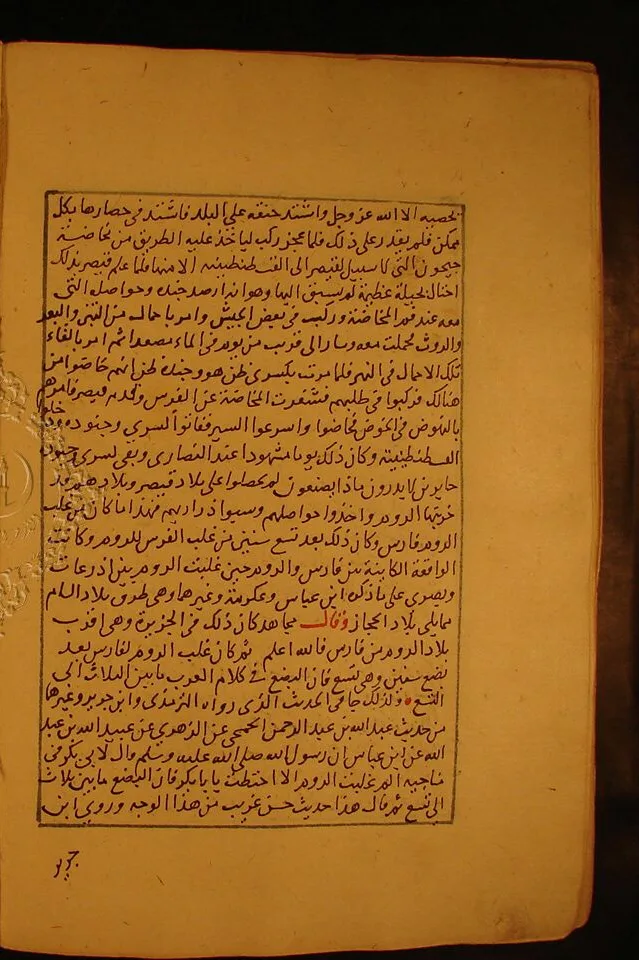 يحصيه الا الله عز وجل واشتد حنقه على البلد فاشتد في حصارها بكل
ممكن فلم يقدر على ذلك فلما عجز ركب ليأخذ عليه الطريق من مخاضة
جيحون التي لا سبيل لقيصر الى القسطنطينية الا منها فلما علم قيصر بذلك
احتال بحيلة عظيمة لم يسبق اليها وهو انه ارصد جنده وحواصله التي
معه عند فم المخاضة وركب في بعض الجيش وامر باحمال من التبن والبعر
والروث فحملت معه وسار الى قريب من يوم في الماء مصعدا ثم امر بالقاء
تلك الاحمال في النهر فلما مرت بكسرى ظن هو وجنده انهم خاضوا من
هنالك فركبوا في طلبهم فشغرت المخاضة عن الفرس وقدم قيصر فامرهم
بالنهوض في الخوض فخاضوا واسرعوا السير ففاتوا كسرى وجنوده ودخلوا
القسطنطينية وكان ذلك يوما مشهودا عند النصارى وبقي كسرى وجيوشه
حايرين لا يدرون ماذا يصنعون لم يحصلوا على بلاد قيصر وبلادهم قد
خربتها الروم واخذوا حواصلهم وسبوا ذراريهم فهذا ما كان من غلب
الروم فارس وكان ذلك بعد تسع سنين من غلب الفرس للروم وكانت
الواقعة الكاينة بين فارس والروم حين غلبت الروم بين اذرعات
وبصرى على ما ذكره ابن عباس وعكرمة وغيرهما وهي طرف بلاد الشام
مما يلي بلاد الحجاز وقال مجاهد كان ذلك في الجزيرة وهي اقرب
بلاد الروم من فارس فالله اعلم ثم كان غلب الروم لفارس بعد
بضع سنين وهي تسع فان البضع في كلام العرب ما بين الثلاث الى
التسع وكذلك جا في الحديث الذي رواه الترمذي وابن جرير وغيرها
من حديث عبد الله بن عبد الرحمن الجمحي عن الزهري عن عبيد الله بن عبد
الله عن ابن عباس ان رسول الله صلى الله عليه وسلم قال لابي بكر في
مناحبة الم غلبت الروم الا احتطت يا با بكر فان البضع ما بين ثلاث
الى تسع ثم قال هذا حديث حسن غريب من هذا الوجه وروى ابن
جرير